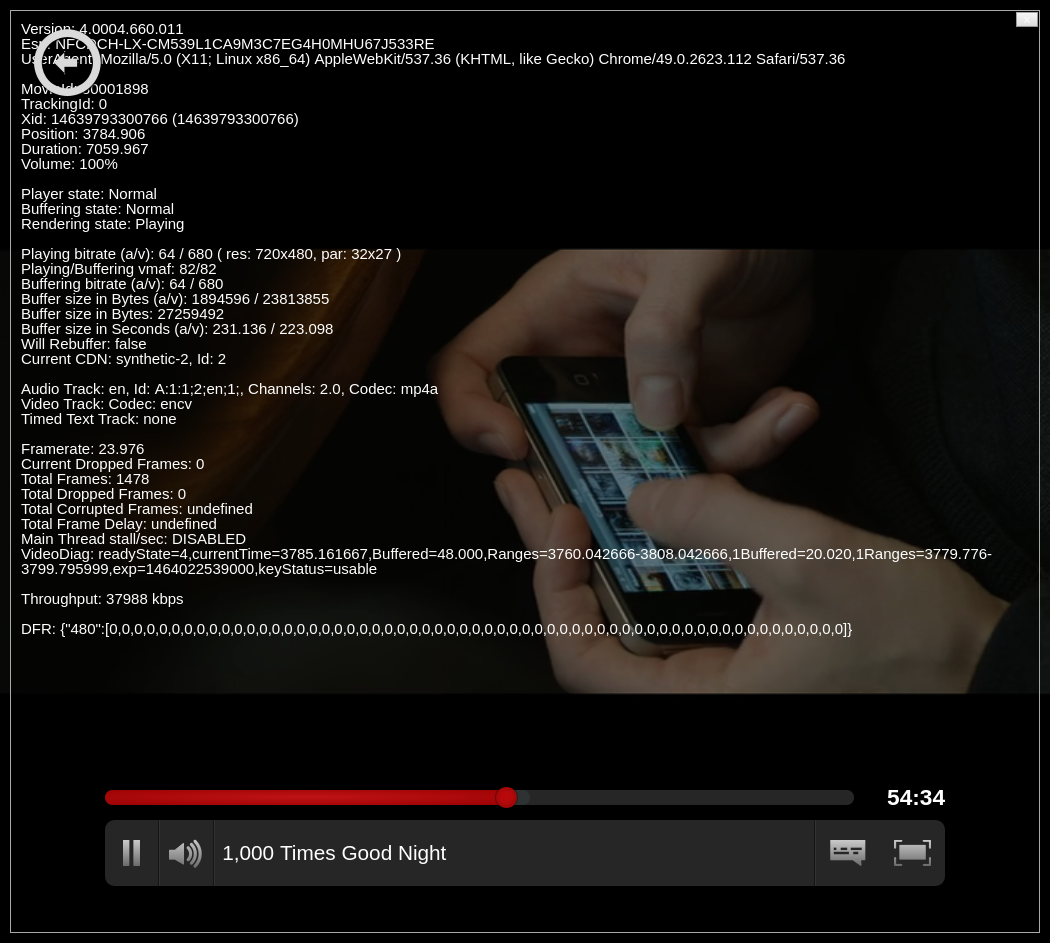 Version: 4.0004.660.011
Esn: NFCDCH-LX-CM539L1CA9M3C7EG4H0MHU67J533RE
UserAgent: Mozilla/5.0 (X11; Linux x86_64) AppleWebKit/537.36 (KHTML, like Gecko) Chrome/49.0.2623.112 Safari/537.36
MovieId: 80001898
TrackingId: 0
Xid: 14639793300766 (14639793300766)
Position: 3784.906
Duration: 7059.967
Volume: 100%
Player state: Normal
Buffering state: Normal
Rendering state: Playing
Playing bitrate (a/v): 64 / 680 ( res: 720x480, par: 32x27 )
Playing/Buffering vmaf: 82/82
Buffering bitrate (a/v): 64 / 680
Buffer size in Bytes (a/v): 1894596 / 23813855
Buffer size in Bytes: 27259492
Buffer size in Seconds (a/v): 231.136 / 223.098
Will Rebuffer: false
Current CDN: synthetic-2, Id: 2
Audio Track: en, Id: A:1:1;2;en;1;, Channels: 2.0, Codec: mp4a
Video Track: Codec: encv
Timed Text Track: none
Framerate: 23.976
Current Dropped Frames: 0
Total Frames: 1478
Total Dropped Frames: 0
Total Corrupted Frames: undefined
Total Frame Delay: undefined
Main Thread stall/sec: DISABLED
VideoDiag: readyState=4,currentTime=3785.161667,Buffered=48.000,Ranges=3760.042666-3808.042666,1Buffered=20.020,1Ranges=3779.776-
3799.795999,exp=1464022539000,keyStatus=usable
Throughput: 37988 kbps
DFR: {"480":[0,0,0,0,0,0,0,0,0,0,0,0,0,0,0,0,0,0,0,0,0,0,0,0,0,0,0,0,0,0,0,0,0,0,0,0,0,0,0,0,0,0,0,0,0,0,0,0,0,0,0,0,0,0,0,0,0,0,0]}
54:34
1,000 Times Good Night